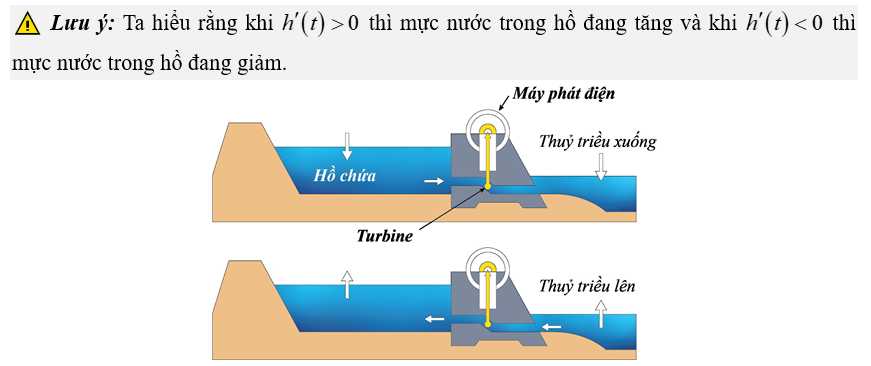 Lưu ý: Ta hiểu rằng khi h′(t) > 0 thì mực nước trong hồ đang tăng và khi h′(t) < 0 thì
mực nước trong hồ đang giảm.
Máy phát điện
Thuỷ triều xuống
Hồ chứa
Turbine
Thuỷ triều lên